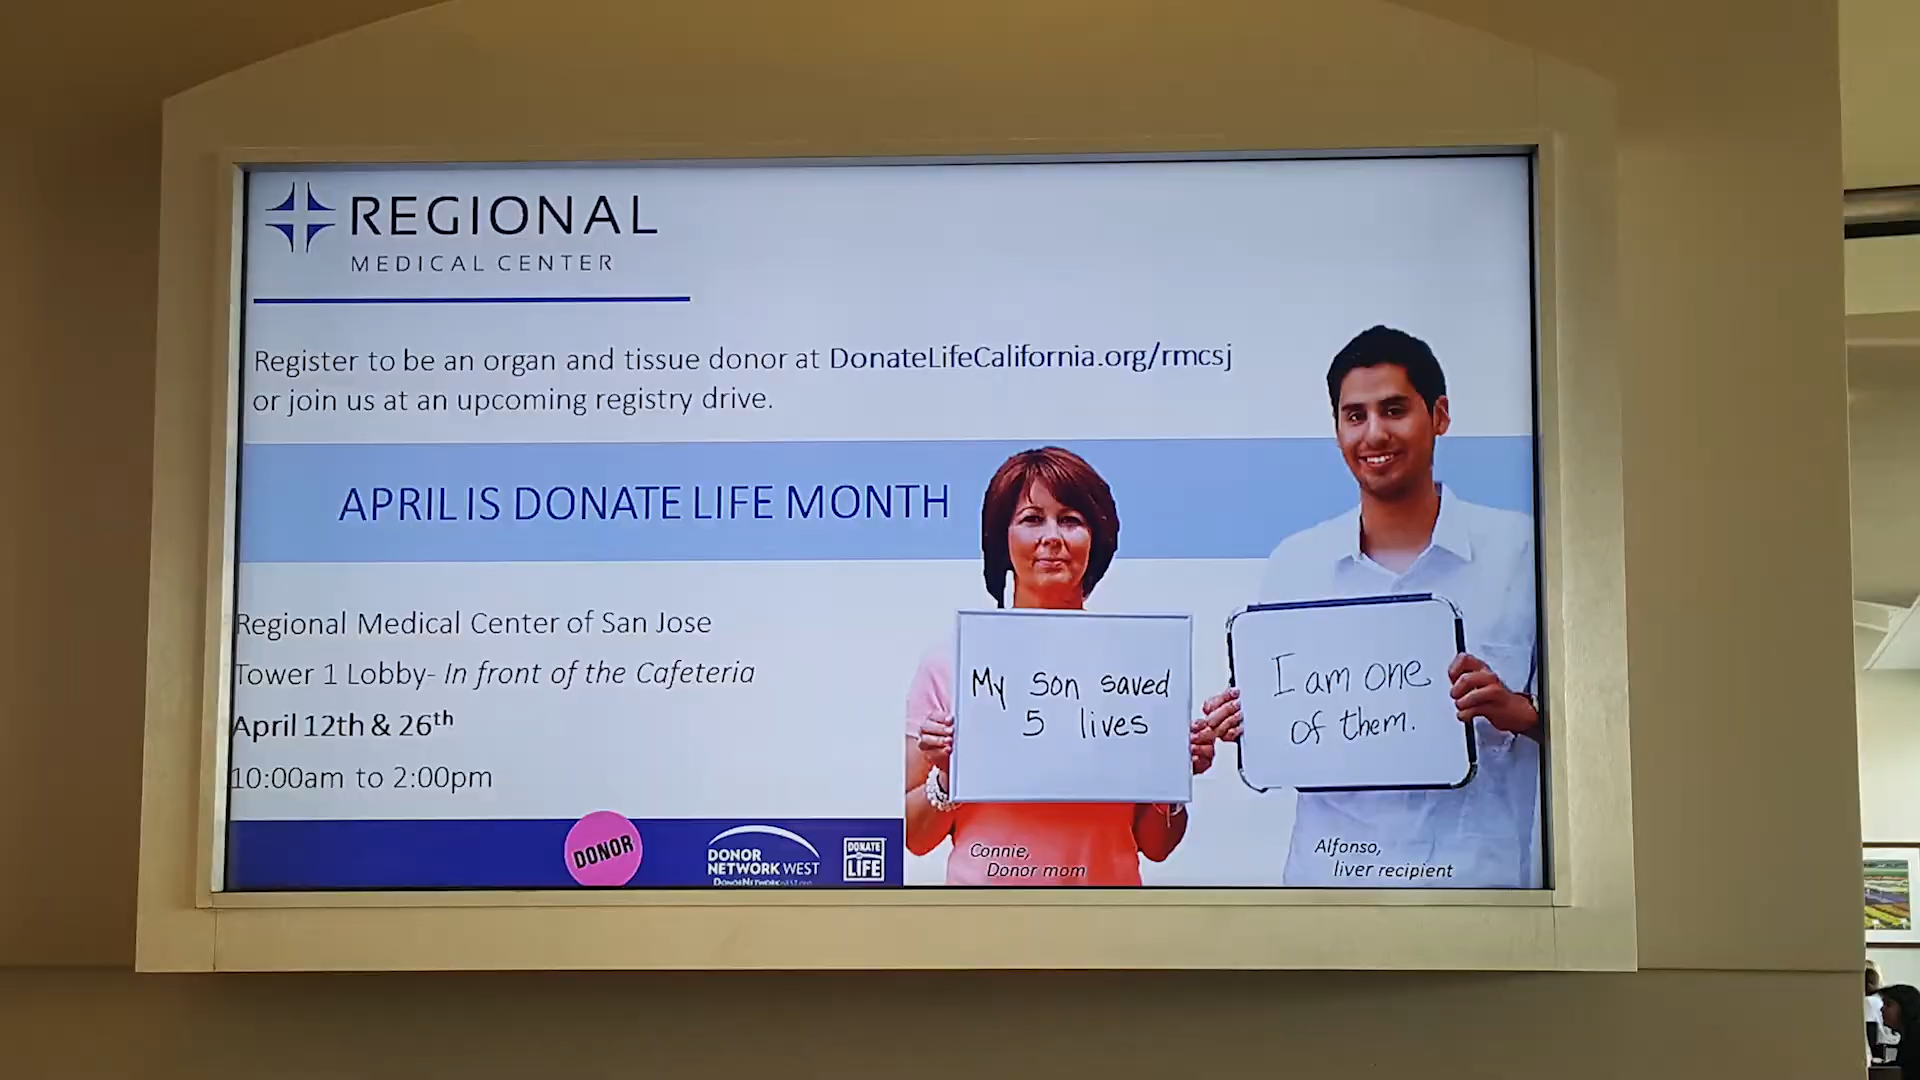 REGIONAL
MEDICAL CENTER
Register to be an organ and tissue donor at DonateLifeCalifornia.org/rmcsj
or join us at an upcoming registry drive.
APRIL IS DONATE LIFE MONTH
Regional Medical Center of San Jose
Tower 1 Lobby- In front of the Cafeteria
April 12th & 26th
10:00am to 2:00pm
My son saved
5 lives
I am one
of them.
Connie,
Donor mom
Alfonso,
liver recipient
DONOR
DONOR
NETWORK WEST
DONATE
LIFE